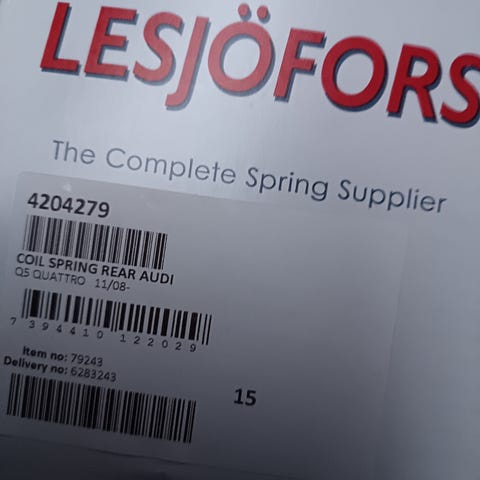 LESJÖFORS
The Complete Spring Supplier
4204279
COIL SPRING REAR AUDI
Q5 QUATTRO 11/08-
7 394410 122029
Item no: 79243
Delivery no: 6283243
15